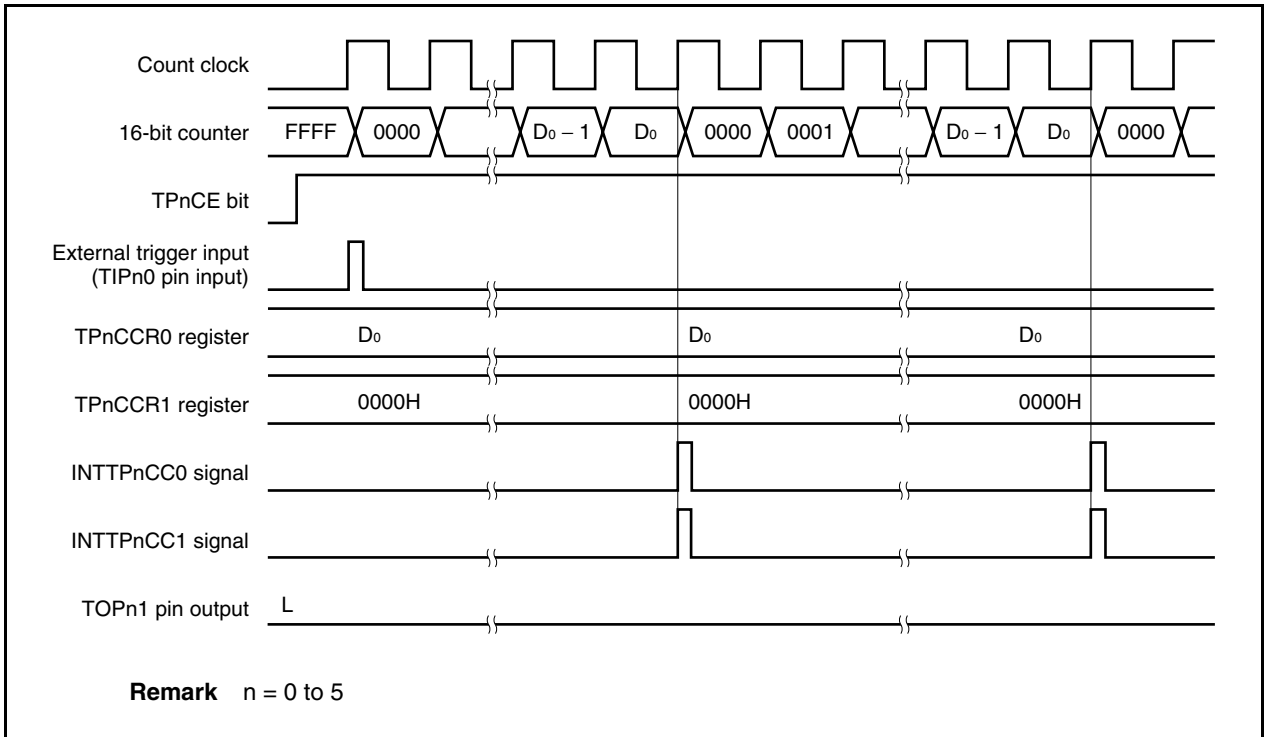 Count clock
16-bit counter FFFF 0000 D₀ − 1 D₀ 0000 0001 D₀ − 1 D₀ 0000
TPnCE bit
External trigger input
(TIPn0 pin input)
TPnCCR0 register D₀ D₀ D₀
TPnCCR1 register 0000H 0000H 0000H
INTTPnCC0 signal
INTTPnCC1 signal
TOPn1 pin output L
Remark n = 0 to 5